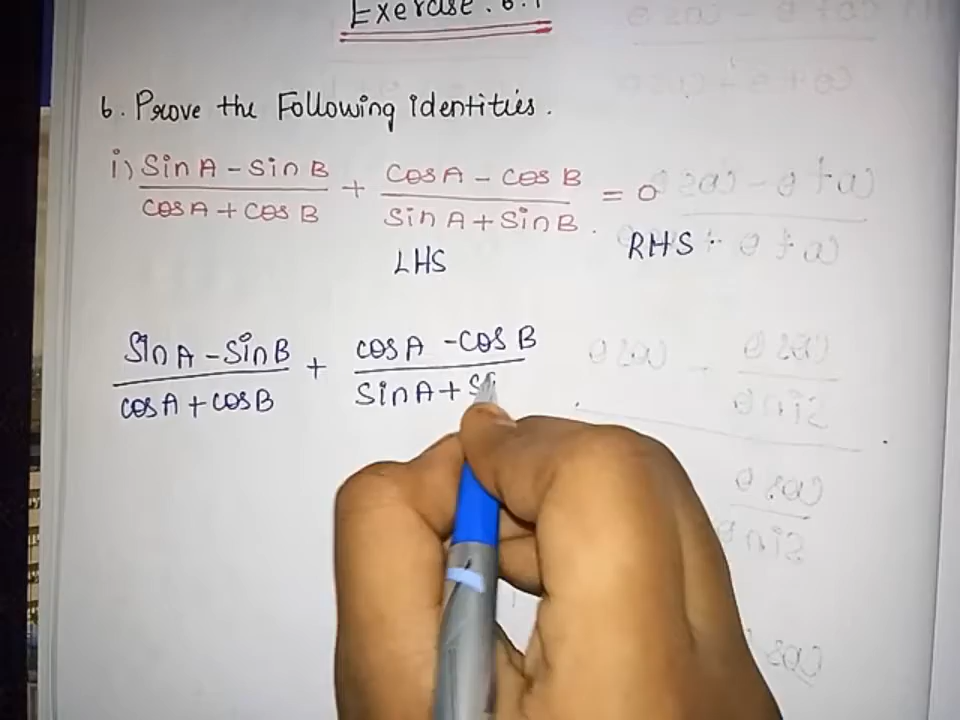 Exercise. 6.1
6. Prove the Following identities.
i) Sin A - Sin B / cos A + cos B + cos A - cos B / Sin A + Sin B = 0
LHS RHS
Sin A - Sin B / cos A + cos B + cos A - cos B / Sin A + S